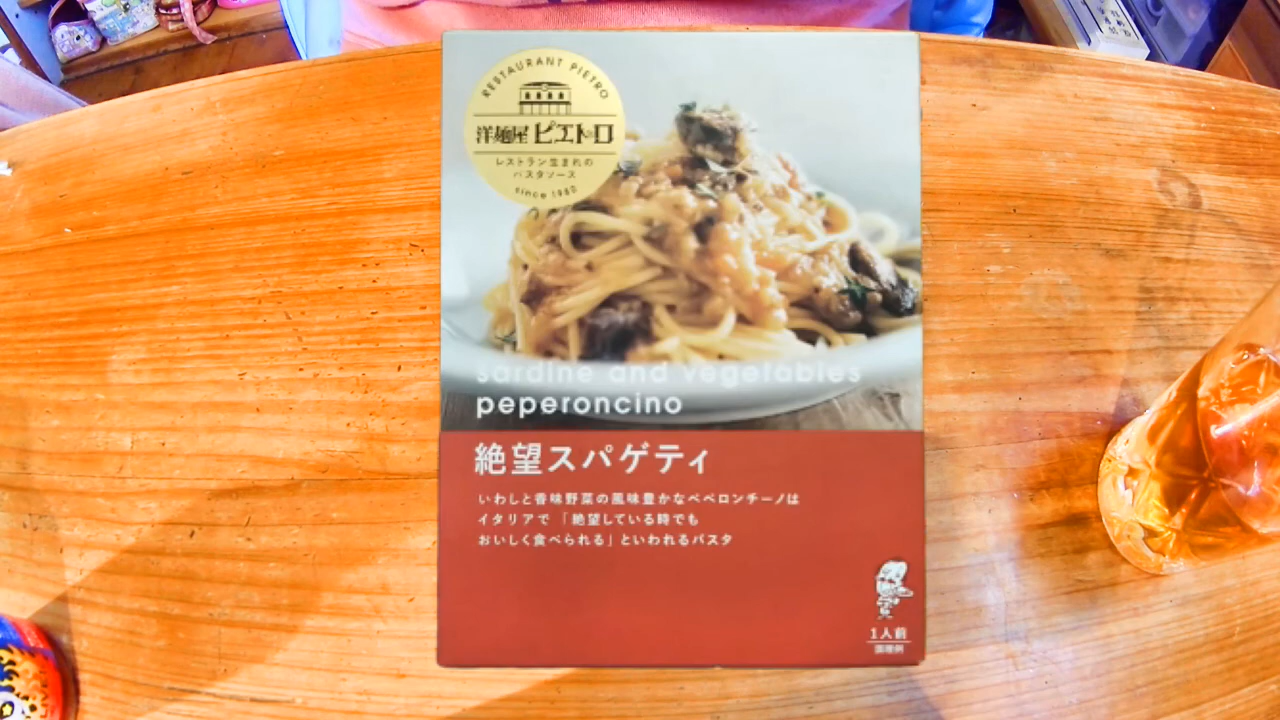 RESTAURANT PIETRO
洋麺屋 ピエトロ
レストラン生まれの
パスタソース
since 1980
sardine and vegetables
peperoncino
絶望スパゲティ
いわしと香味野菜の風味豊かなペペロンチーノは
イタリアで「絶望している時でも
おいしく食べられる」といわれるパスタ
1人前
調理例